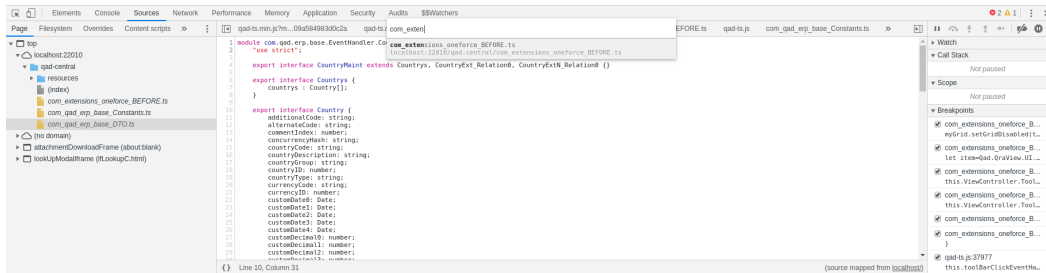 Elements Console Sources Network Performance Memory Application Security Audits $$Watchers 2 1
Page Filesystem Overrides Content scripts »
qad-ts.min.js?m…09a584983d0c2a qad-ts. BEFORE.ts qad-ts.js com_qad_erp_base_Constants.ts »
com_exten
com_extensions_oneforce_BEFORE.ts
localhost:22010/qad-central/com_extensions_oneforce_BEFORE.ts
top
localhost:22010
qad-central
resources
(index)
com_extensions_oneforce_BEFORE.ts
com_qad_erp_base_Constants.ts
com_qad_erp_base_DTO.ts
(no domain)
attachmentDownloadFrame (about:blank)
lookUpModalIframe (lfLookupC.html)
1 module com.qad.erp.base.EventHandler.Co
2 "use strict";
3
4 export interface CountryMaint extends Countrys, CountryExt_Relation0, CountryExtN_Relation0 {}
5
6 export interface Countrys {
7 countrys : Country[];
8 }
9
10 export interface Country {
11 additionalCode: string;
12 alternateCode: string;
13 commentIndex: number;
14 concurrencyHash: string;
15 countryCode: string;
16 countryDescription: string;
17 countryGroup: string;
18 countryID: number;
19 countryType: string;
20 currencyCode: string;
21 currencyID: number;
22 customDate0: Date;
23 customDate1: Date;
24 customDate2: Date;
25 customDate3: Date;
26 customDate4: Date;
27 customDecimal0: number;
28 customDecimal1: number;
29 customDecimal2: number;
{} Line 10, Column 31 (source mapped from localhost/)
Watch
Call Stack
Not paused
Scope
Not paused
Breakpoints
com_extensions_oneforce_B…
myGrid.setGridDisabled(t…
com_extensions_oneforce_B…
let item=Qad.QraView.UI.…
com_extensions_oneforce_B…
this.ViewController.Tool…
com_extensions_oneforce_B…
this.ViewController.Tool…
com_extensions_oneforce_B…
com_extensions_oneforce_B…
}
qad-ts.js:37977
this.toolBarClickEventHa…